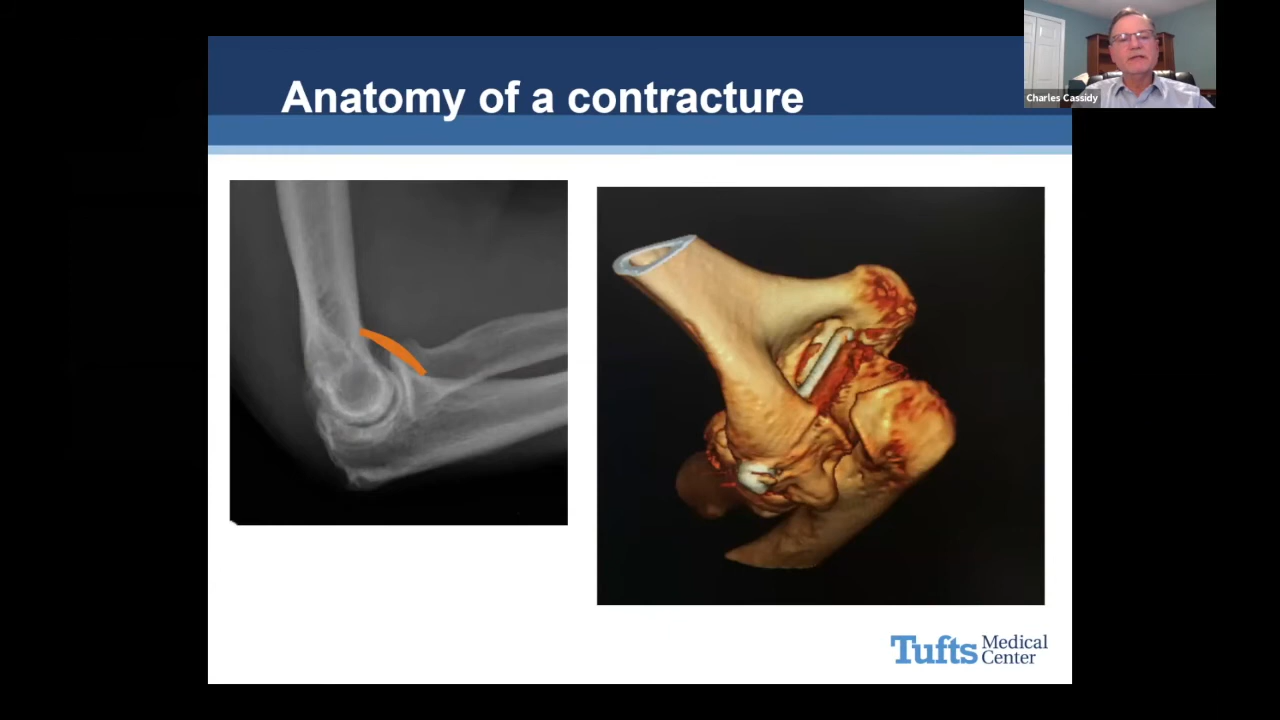 Anatomy of a contracture
Charles Cassidy
Tufts Medical
Center